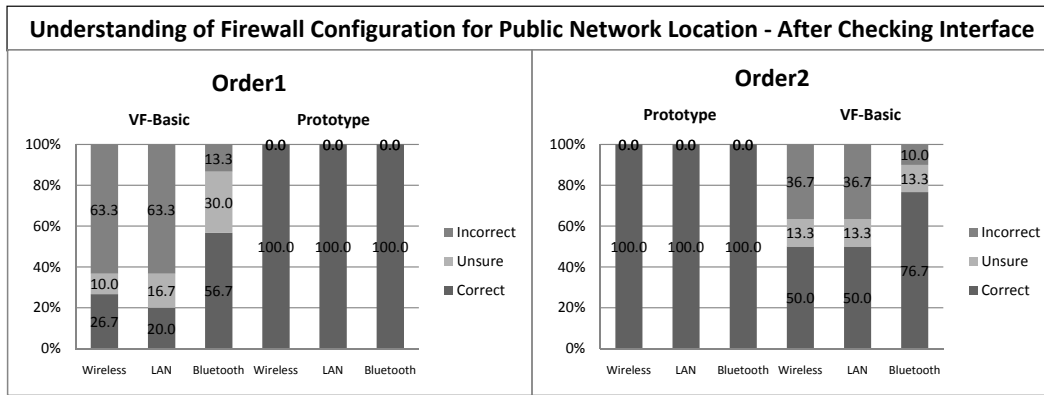 Understanding of Firewall Configuration for Public Network Location - After Checking Interface
Order1
VF-Basic Prototype
100%
80%
60%
40%
20%
0%
13.3 0.0 0.0 0.0
63.3 63.3 30.0 100.0 100.0 100.0
10.0 16.7 56.7
26.7 20.0
Wireless LAN Bluetooth Wireless LAN Bluetooth
Incorrect
Unsure
Correct
Order2
Prototype VF-Basic
100%
80%
60%
40%
20%
0%
0.0 0.0 0.0 10.0
36.7 36.7 13.3
100.0 100.0 100.0 13.3 13.3
50.0 50.0 76.7
Wireless LAN Bluetooth Wireless LAN Bluetooth
Incorrect
Unsure
Correct